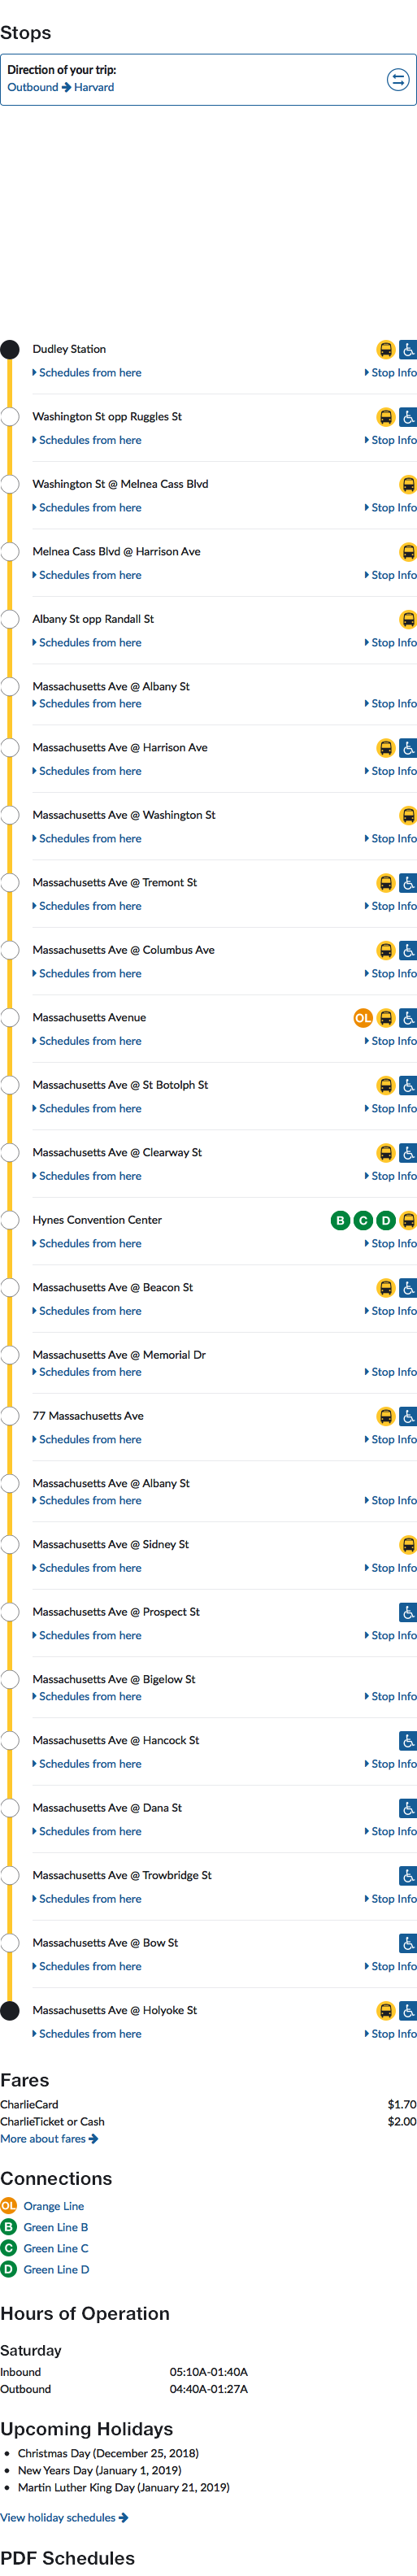 Stops
Direction of your trip:
Outbound → Harvard
Dudley Station
Schedules from here Stop Info
Washington St opp Ruggles St
Schedules from here Stop Info
Washington St @ Melnea Cass Blvd
Schedules from here Stop Info
Melnea Cass Blvd @ Harrison Ave
Schedules from here Stop Info
Albany St opp Randall St
Schedules from here Stop Info
Massachusetts Ave @ Albany St
Schedules from here Stop Info
Massachusetts Ave @ Harrison Ave
Schedules from here Stop Info
Massachusetts Ave @ Washington St
Schedules from here Stop Info
Massachusetts Ave @ Tremont St
Schedules from here Stop Info
Massachusetts Ave @ Columbus Ave
Schedules from here Stop Info
Massachusetts Avenue OL
Schedules from here Stop Info
Massachusetts Ave @ St Botolph St
Schedules from here Stop Info
Massachusetts Ave @ Clearway St
Schedules from here Stop Info
Hynes Convention Center B C D
Schedules from here Stop Info
Massachusetts Ave @ Beacon St
Schedules from here Stop Info
Massachusetts Ave @ Memorial Dr
Schedules from here Stop Info
77 Massachusetts Ave
Schedules from here Stop Info
Massachusetts Ave @ Albany St
Schedules from here Stop Info
Massachusetts Ave @ Sidney St
Schedules from here Stop Info
Massachusetts Ave @ Prospect St
Schedules from here Stop Info
Massachusetts Ave @ Bigelow St
Schedules from here Stop Info
Massachusetts Ave @ Hancock St
Schedules from here Stop Info
Massachusetts Ave @ Dana St
Schedules from here Stop Info
Massachusetts Ave @ Trowbridge St
Schedules from here Stop Info
Massachusetts Ave @ Bow St
Schedules from here Stop Info
Massachusetts Ave @ Holyoke St
Schedules from here Stop Info
Fares
CharlieCard $1.70
CharlieTicket or Cash $2.00
More about fares →
Connections
OL Orange Line
B Green Line B
C Green Line C
D Green Line D
Hours of Operation
Saturday
Inbound 05:10A-01:40A
Outbound 04:40A-01:27A
Upcoming Holidays
• Christmas Day (December 25, 2018)
• New Years Day (January 1, 2019)
• Martin Luther King Day (January 21, 2019)
View holiday schedules →
PDF Schedules